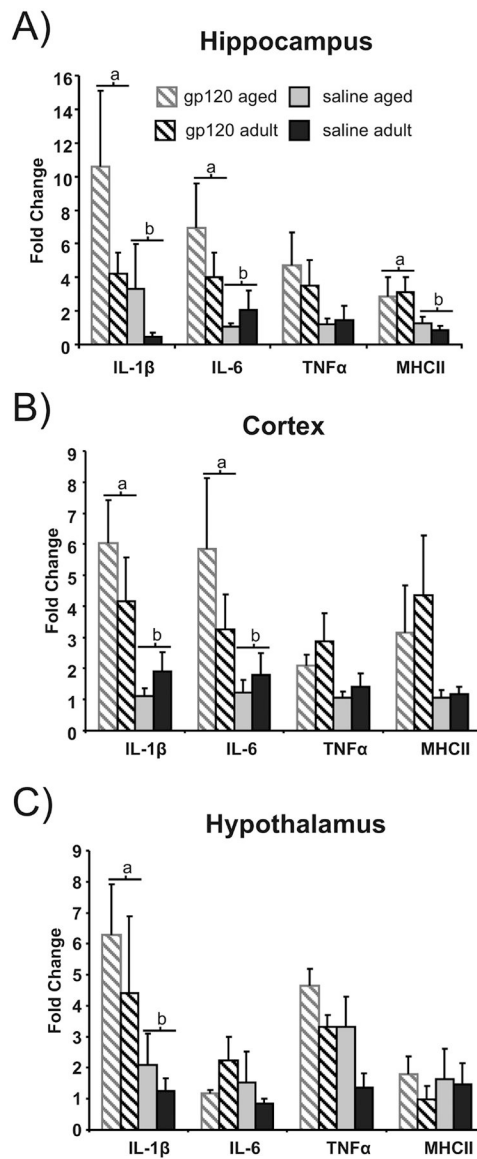 A)
Hippocampus
16
14
12
10
8
6
4
2
0
Fold Change
gp120 aged
saline aged
gp120 adult
saline adult
a
b
a
b
a
b
IL-1β
IL-6
TNFα
MHCII
B)
Cortex
9
8
7
6
5
4
3
2
1
0
Fold Change
a
b
a
b
IL-1β
IL-6
TNFα
MHCII
C)
Hypothalamus
9
8
7
6
5
4
3
2
1
0
Fold Change
a
b
IL-1β
IL-6
TNFα
MHCII